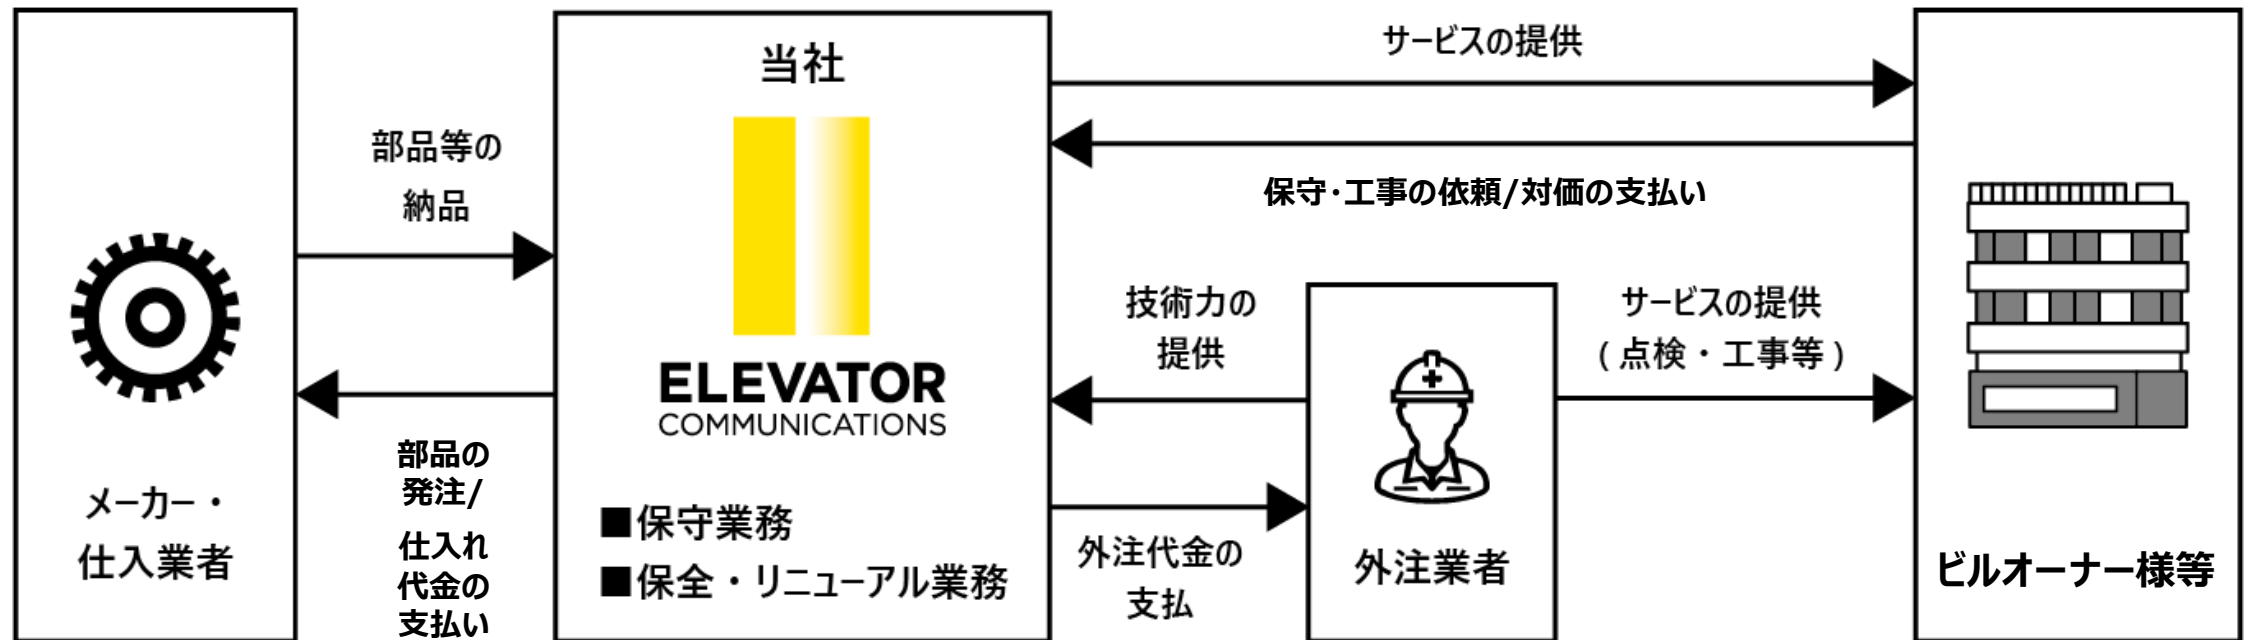 メーカー・
仕入業者
部品等の
納品
部品の
発注/
仕入れ
代金の
支払い
当社
ELEVATOR
COMMUNICATIONS
■保守業務
■保全・リニューアル業務
サービスの提供
保守･工事の依頼/対価の支払い
技術力の
提供
外注代金の
支払
外注業者
サービスの提供
(点検・工事等)
ビルオーナー様等